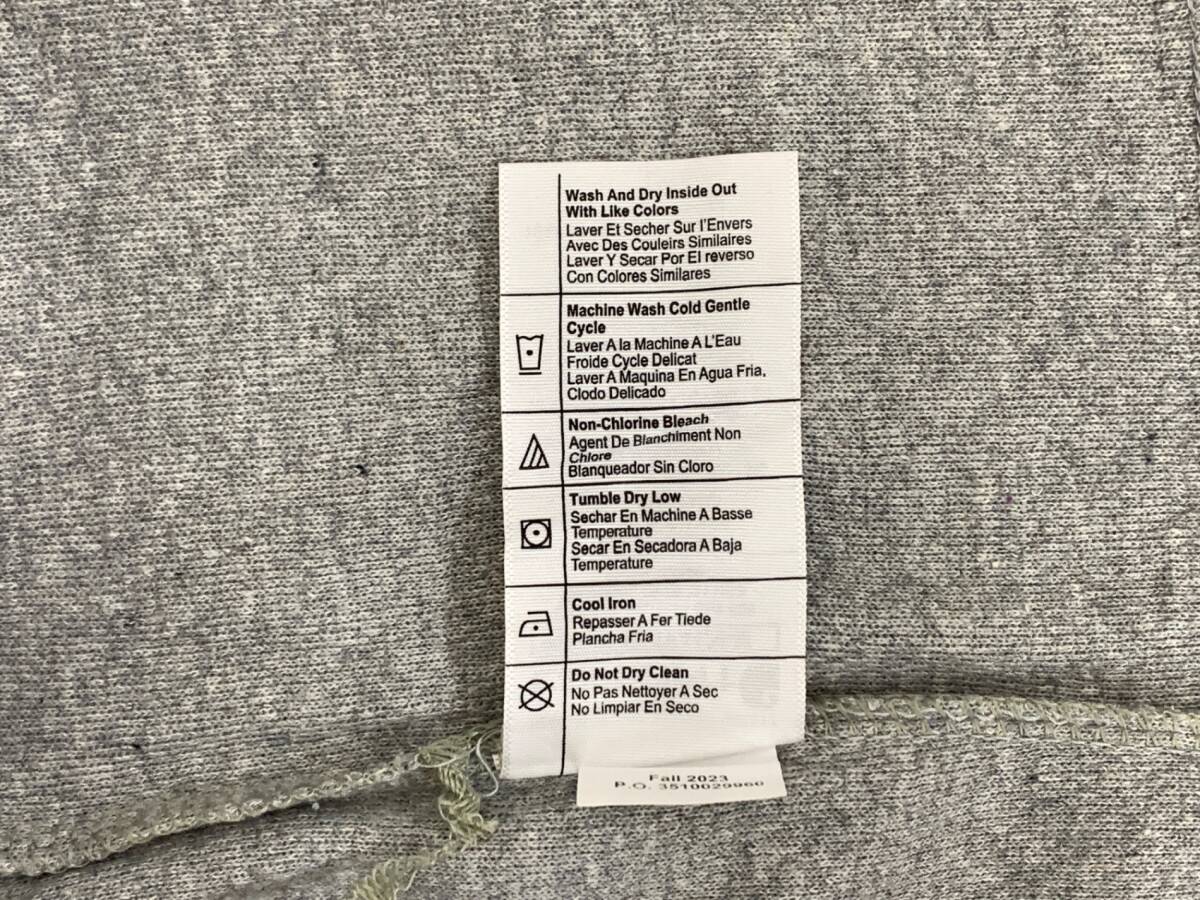 Wash And Dry Inside Out
With Like Colors
Laver Et Secher Sur l'Envers
Avec Des Couleirs Similaires
Laver Y Secar Por El reverso
Con Colores Similares
Machine Wash Cold Gentle
Cycle
Laver A la Machine A L'Eau
Froide Cycle Delicat
Laver A Maquina En Agua Fria.
Clodo Delicado
Non-Chlorine Bleach
Agent De Blanchiment Non
Chlore
Blanqueador Sin Cloro
Tumble Dry Low
Sechar En Machine A Basse
Temperature
Secar En Secadora A Baja
Temperature
Cool Iron
Repasser A Fer Tiede
Plancha Fria
Do Not Dry Clean
No Pas Nettoyer A Sec
No Limpiar En Seco
Fall 2023
P.O. 3510029960